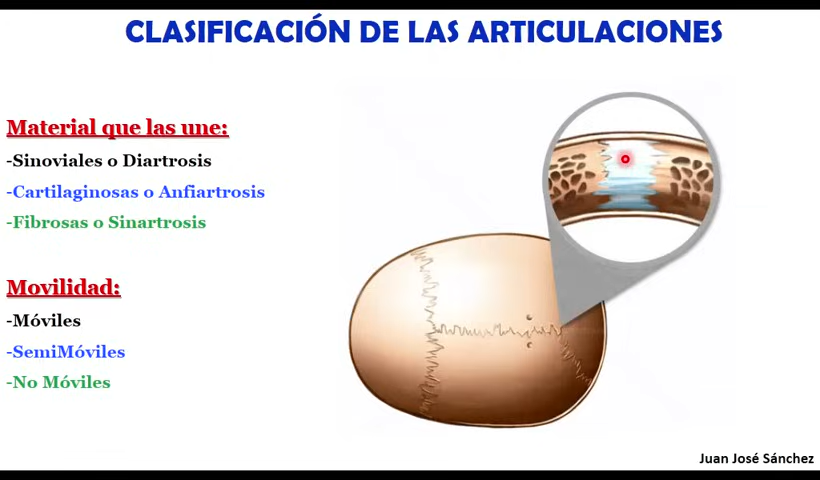 CLASIFICACIÓN DE LAS ARTICULACIONES
Material que las une:
-Sinoviales o Diartrosis
-Cartilaginosas o Anfiartrosis
-Fibrosas o Sinartrosis
Movilidad:
-Móviles
-SemiMóviles
-No Móviles
Juan José Sánchez